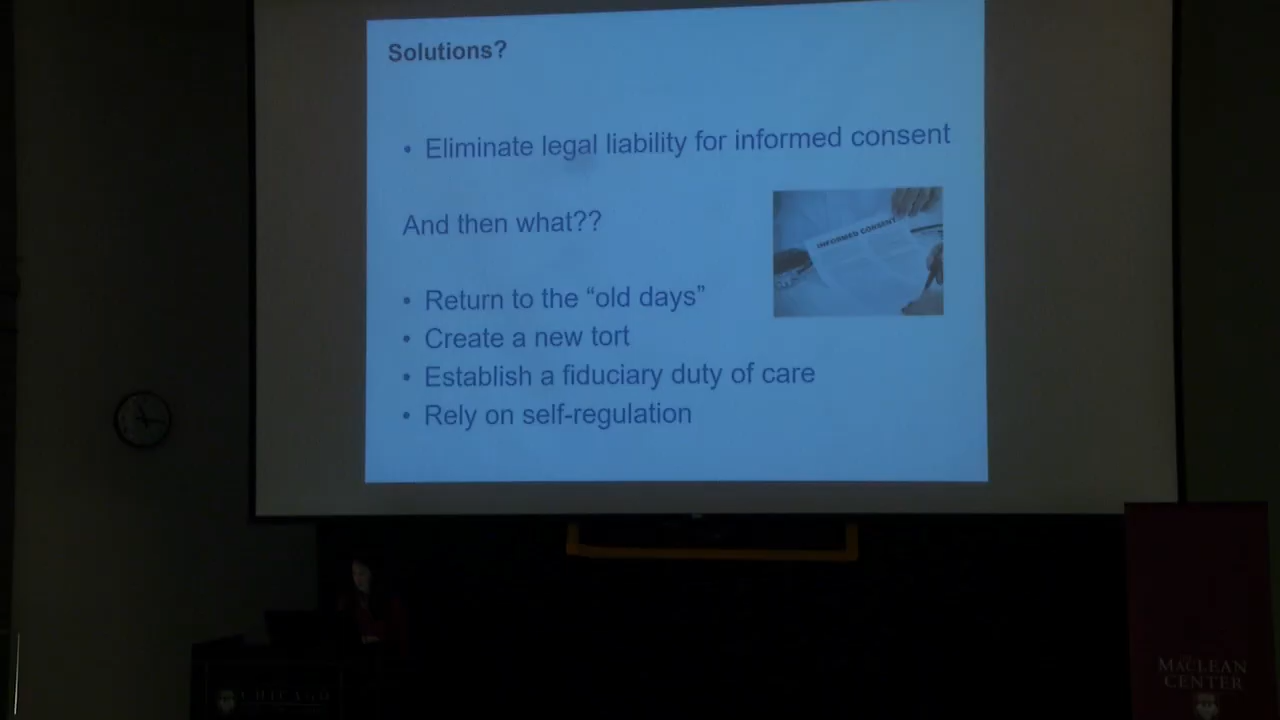 Solutions?
• Eliminate legal liability for informed consent
And then what??
INFORMED CONSENT
• Return to the “old days”
• Create a new tort
• Establish a fiduciary duty of care
• Rely on self-regulation
CHICAGO
MACLEAN
CENTER